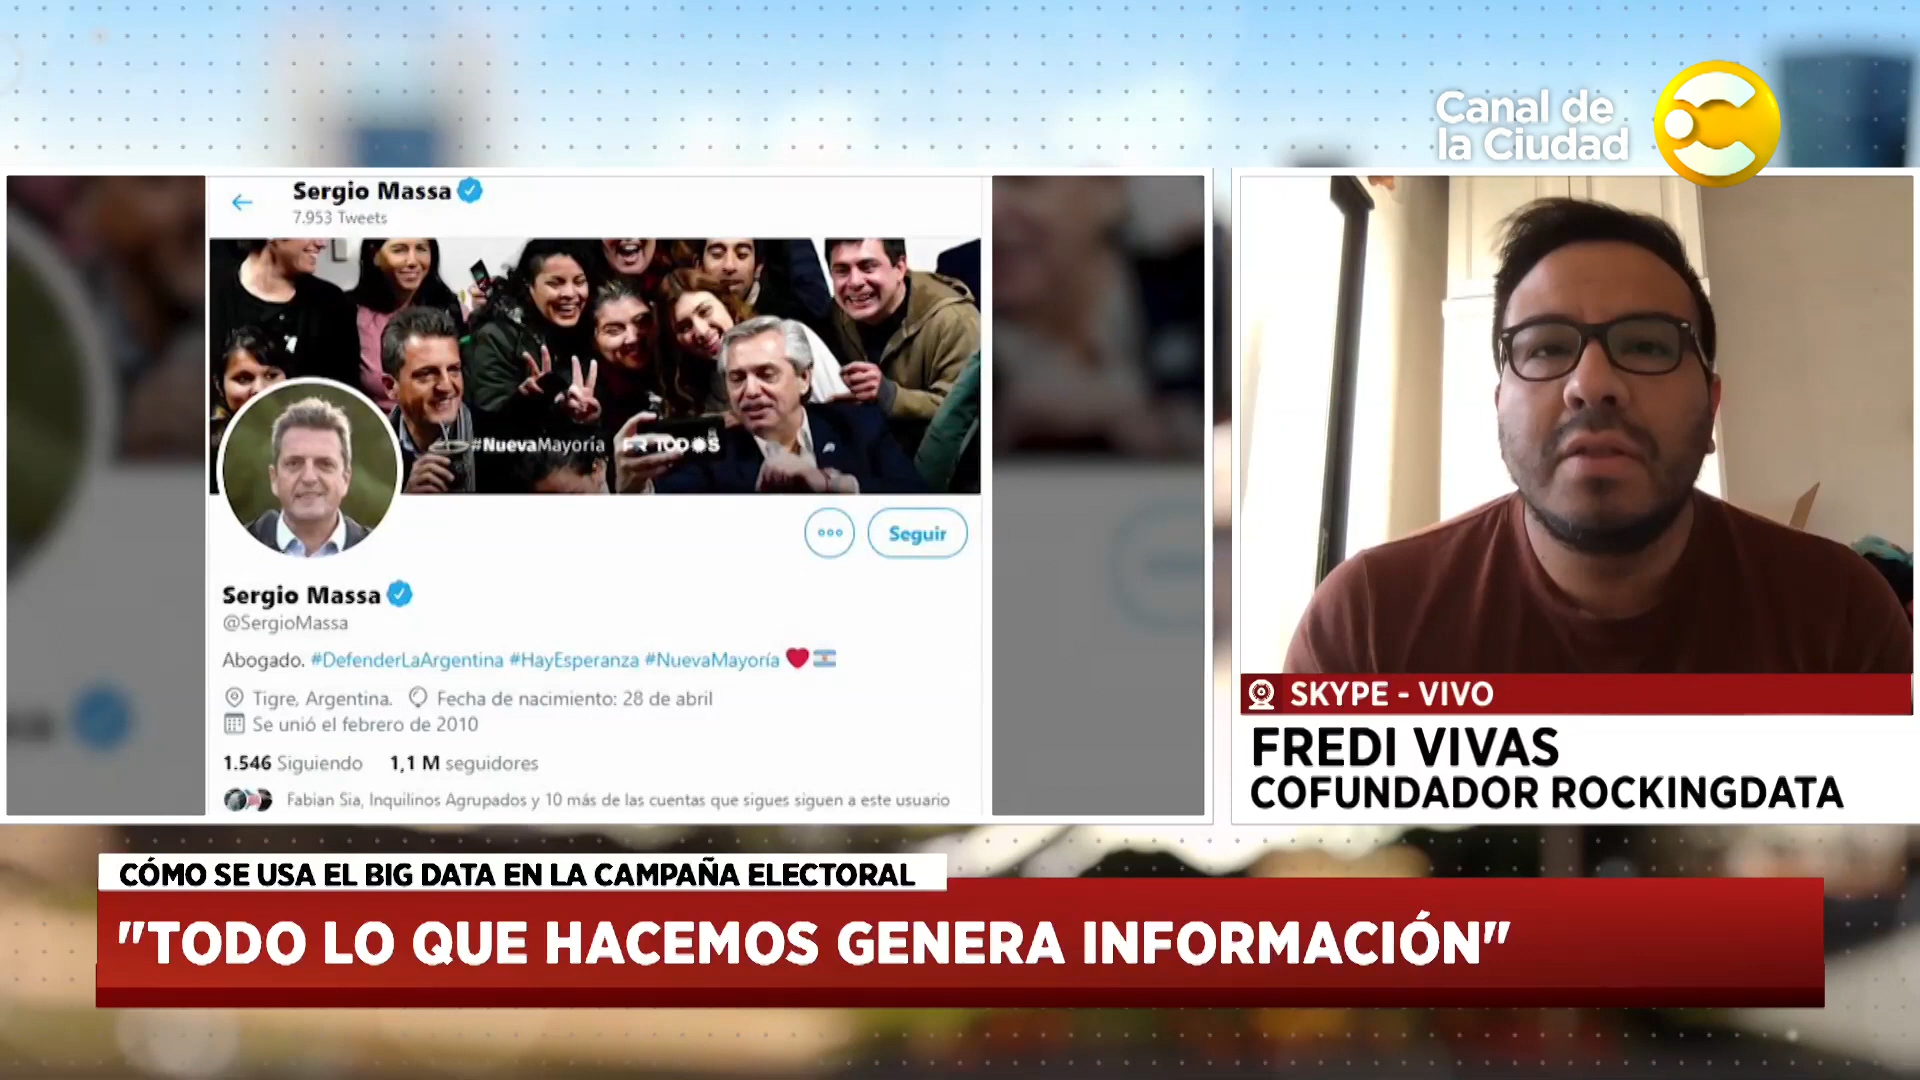 Canal de
la Ciudad
Sergio Massa
7.953 Tweets
#NuevaMayoría
FR TODOS
Seguir
Sergio Massa
@SergioMassa
Abogado. #DefenderLaArgentina #HayEsperanza #NuevaMayoría
Tigre, Argentina. Fecha de nacimiento: 28 de abril
Se unió el febrero de 2010
1.546 Siguiendo 1,1 M seguidores
Fabian Sia, Inquilinos Agrupados y 10 más de las cuentas que sigues siguen a este usuario
SKYPE - VIVO
FREDI VIVAS
COFUNDADOR ROCKINGDATA
CÓMO SE USA EL BIG DATA EN LA CAMPAÑA ELECTORAL
"TODO LO QUE HACEMOS GENERA INFORMACIÓN"